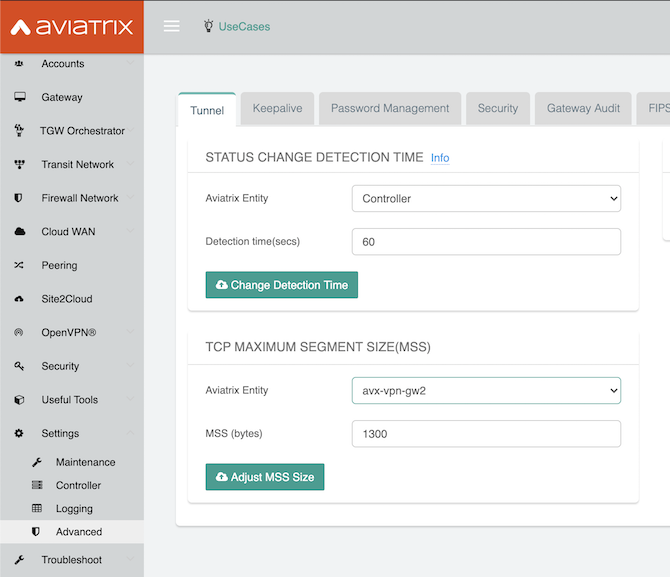 aviatrix
UseCases
Accounts
Gateway
TGW Orchestrator
Transit Network
Firewall Network
Cloud WAN
Peering
Site2Cloud
OpenVPN®
Security
Useful Tools
Settings
Maintenance
Controller
Logging
Advanced
Troubleshoot
Tunnel Keepalive Password Management Security Gateway Audit FIPS
STATUS CHANGE DETECTION TIME Info
Aviatrix Entity Controller
Detection time(secs) 60
Change Detection Time
TCP MAXIMUM SEGMENT SIZE(MSS)
Aviatrix Entity avx-vpn-gw2
MSS (bytes) 1300
Adjust MSS Size